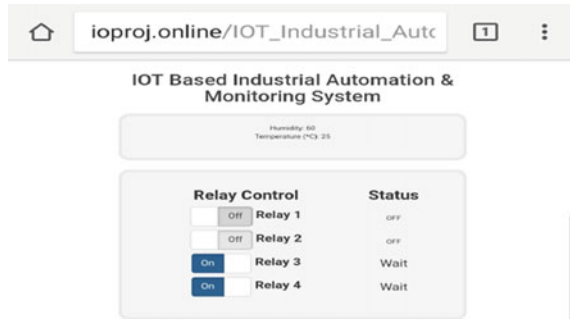 ioproj.online/IOT_Industrial_Autc
1
IOT Based Industrial Automation &
Monitoring System
Humidity: 60
Temperature (°C): 25
Relay Control Status
Off Relay 1 OFF
Off Relay 2 OFF
On Relay 3 Wait
On Relay 4 Wait